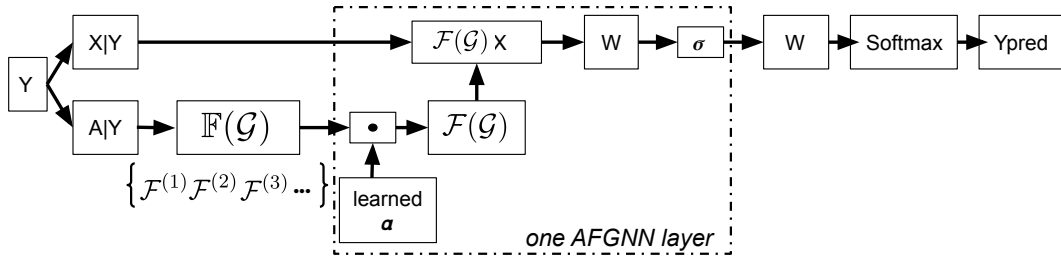 Y
X|Y
𝓕(𝓖) X
W
σ
W
Softmax
Ypred
A|Y
𝔽(𝓖)
•
𝓕(𝓖)
{ 𝓕⁽¹⁾ 𝓕⁽²⁾ 𝓕⁽³⁾ ••• }
learned
α
one AFGNN layer